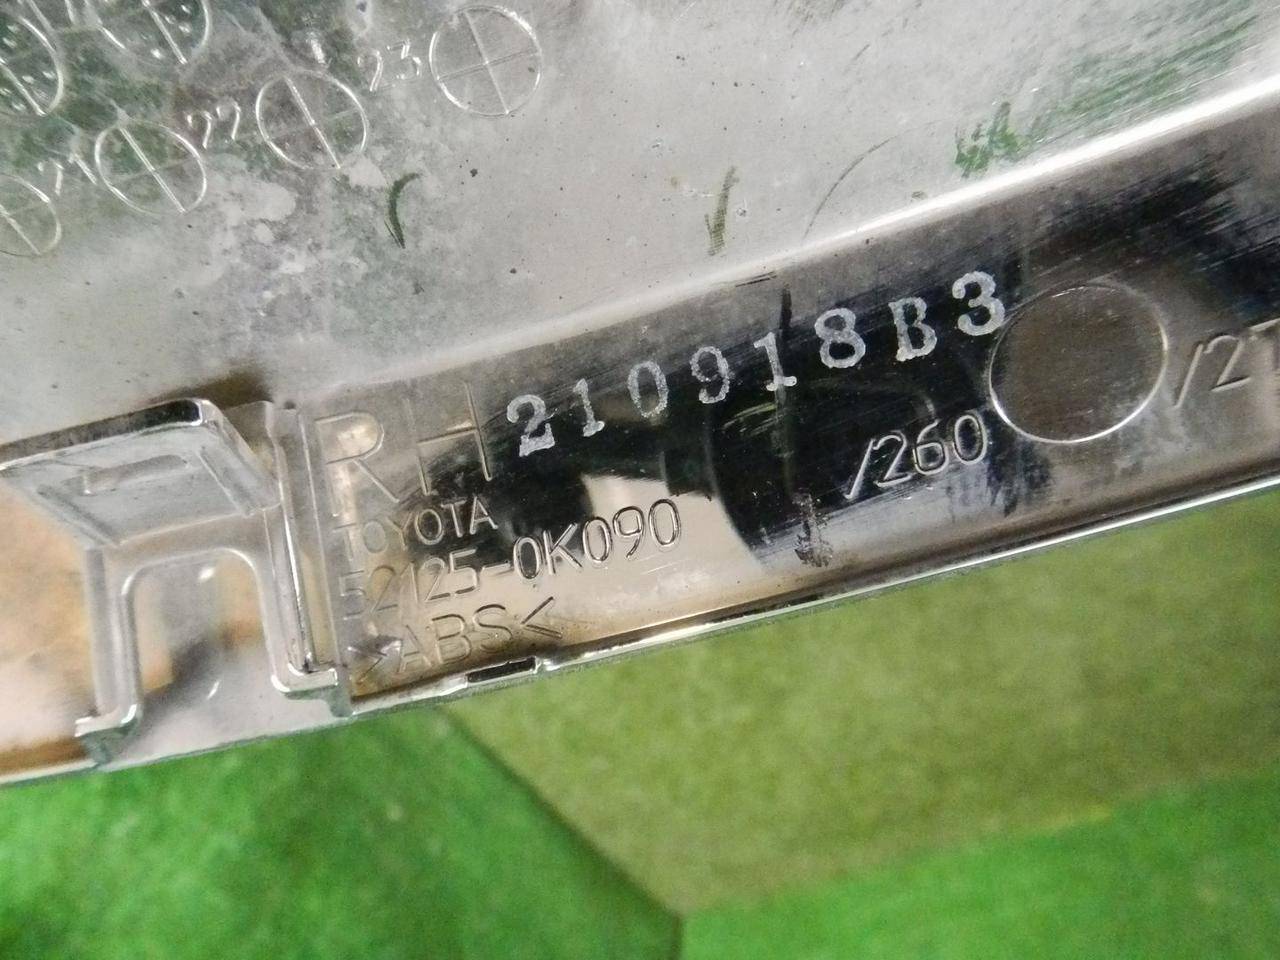 21 22 23
RH 210918B3
TOYOTA
52125-0K090
>ABS<
/260